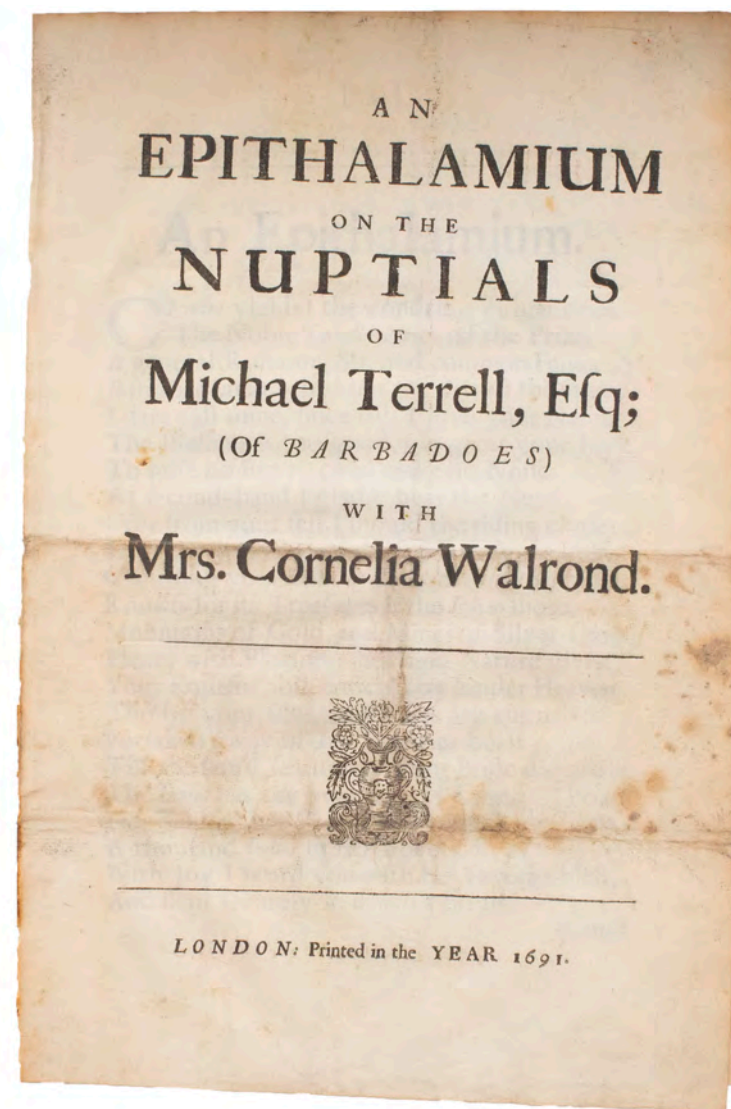 AN
EPITHALAMIUM
ON THE
NUPTIALS
OF
Michael Terrell, Eſq;
(Of BARBADOES)
WITH
Mrs. Cornelia Walrond.
LONDON: Printed in the YEAR 1691.